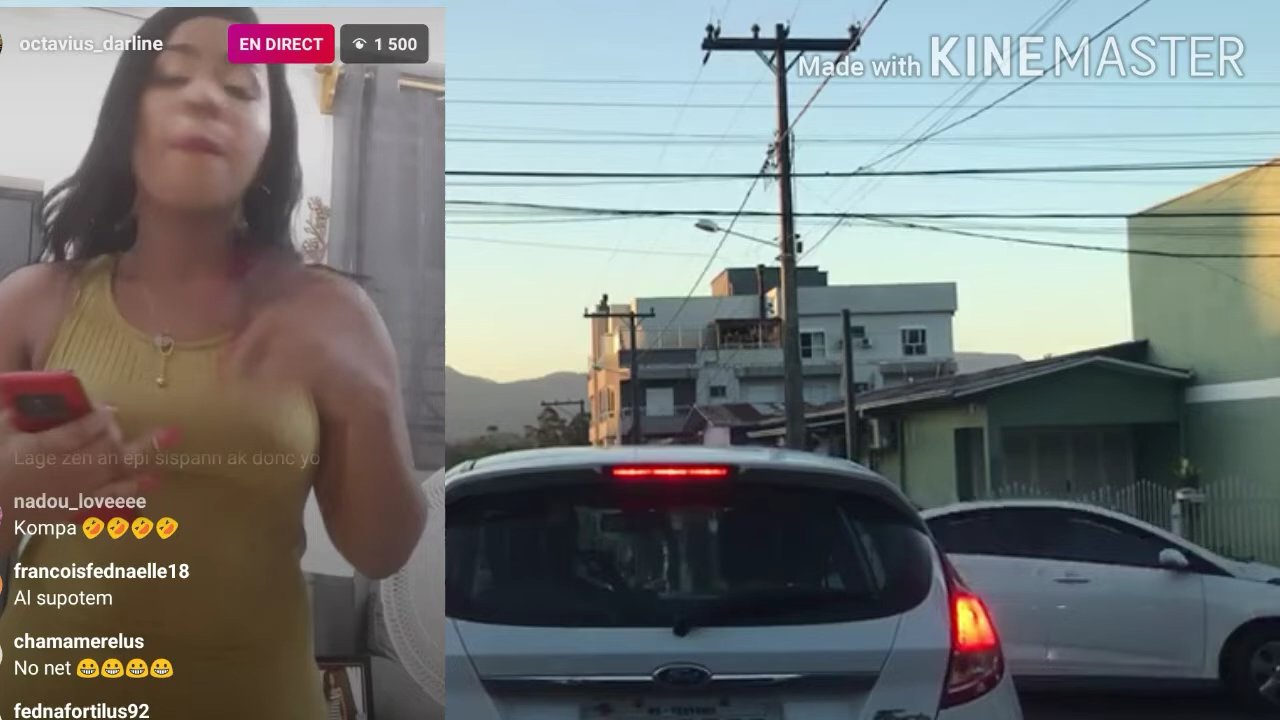 octavius_darline
EN DIRECT
1 500
Made with KINEMASTER
Lage zen an epi sispann ak donc yo
nadou_loveeee
Kompa 🤣🤣🤣🤣
francoisfednaelle18
Al supotem
chamamerelus
No net 😂😂😂😂
fednafortilus92
Ford